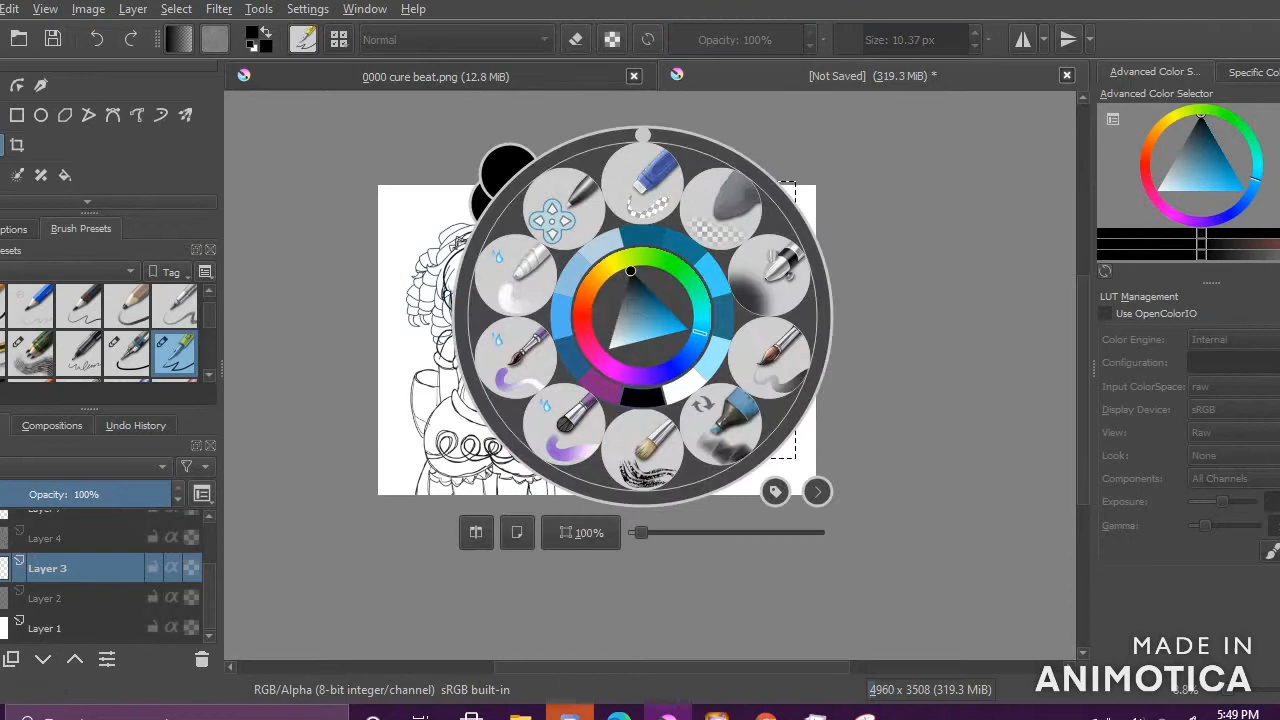 Edit View Image Layer Select Filter Tools Settings Window Help
Normal
Opacity: 100%
Size: 10.37 px
0000 cure beat.png (12.8 MiB)
[Not Saved] (319.3 MiB) *
Advanced Color S...
Specific Co
Advanced Color Selector
ptions
Brush Presets
esets
Tag
LUT Management
Use OpenColorIO
Color Engine:
Internal
Configuration:
Input ColorSpace:
raw
Display Device:
sRGB
View:
Raw
Look:
None
Components:
All Channels
Exposure:
Gamma:
Compositions
Undo History
Opacity: 100%
Layer 4
Layer 3
Layer 2
Layer 1
100%
RGB/Alpha (8-bit integer/channel) sRGB built-in
4960 x 3508 (319.3 MiB)
MADE IN
ANIMOTICA
5:49 PM